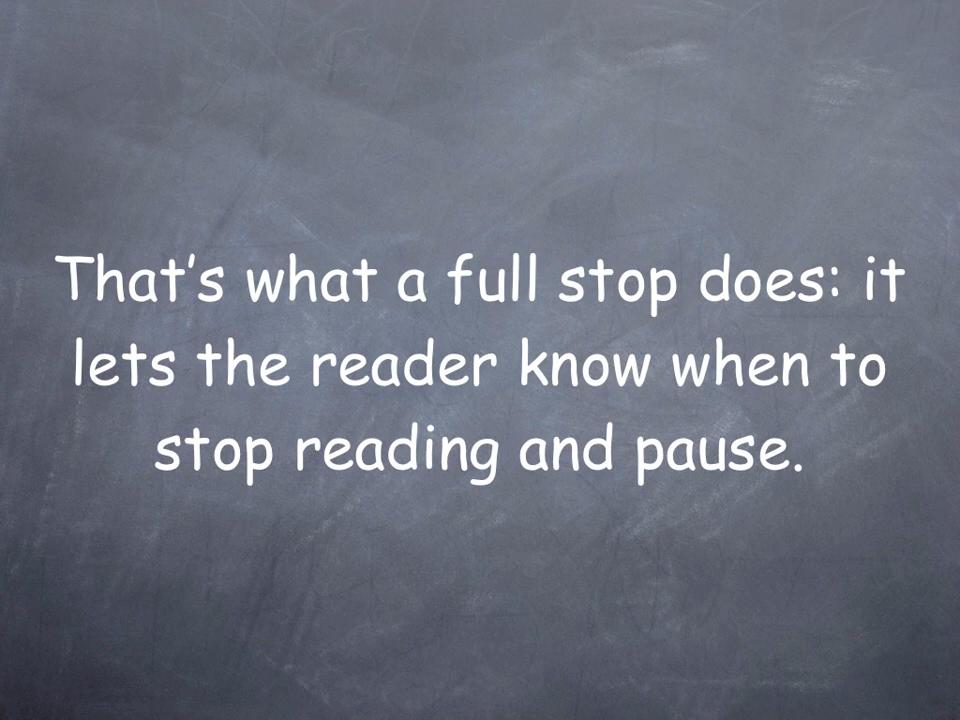 That’s what a full stop does: it
lets the reader know when to
stop reading and pause.